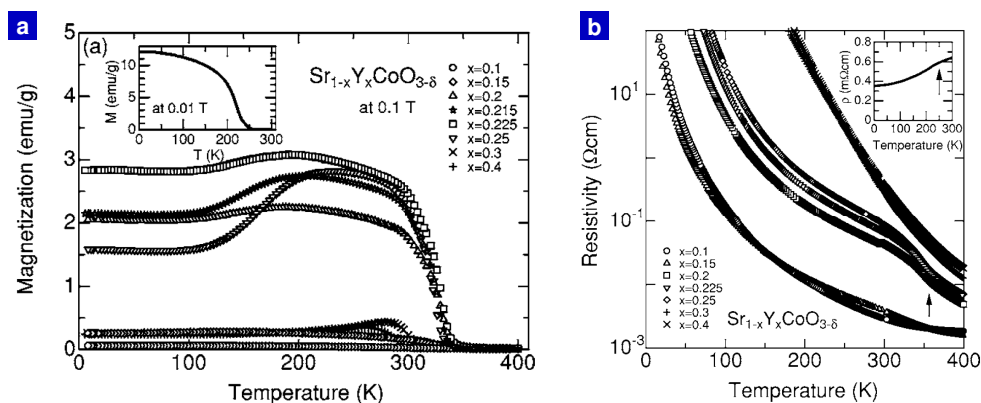 a
(a)
Magnetization (emu/g)
5
4
3
2
1
0
0 100 200 300 400
Temperature (K)
M (emu/g)
10
5
0
at 0.01 T
0 100 200 300
T (K)
Sr1-xYxCoO3-δ
at 0.1 T
x=0.1
x=0.15
x=0.2
x=0.215
x=0.225
x=0.25
x=0.3
x=0.4
b
Resistivity (Ωcm)
10^1
10^-1
10^-3
0 100 200 300 400
Temperature (K)
ρ (mΩcm)
0.8
0.6
0.4
0.2
0 100 200 300
Temperature (K)
x=0.1
x=0.15
x=0.2
x=0.225
x=0.25
x=0.3
x=0.4
Sr1-xYxCoO3-δ